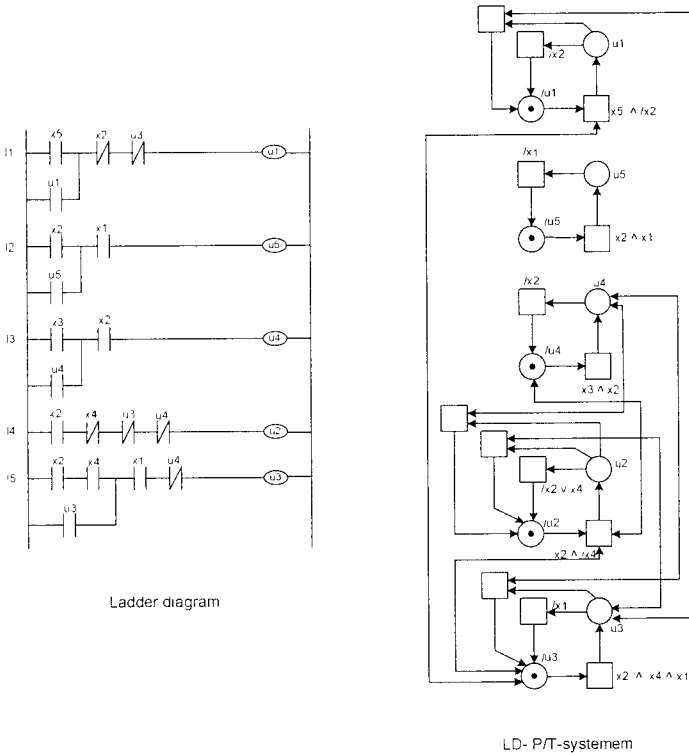 x5 x2 u3
l1 u1
u1
x2 x1
l2 u5
u5
x3 x2
l3 u4
u4
x2 x4 u3 u4
l4 u2
x2 x4 x1 u4
l5 u3
u3
Ladder diagram
u1
/x2
/u1
x5 ^ /x2
/x1
u5
/u5
x2 ^ x1
u4
/x2
/u4
x3 ^ x2
u2
/x2 v x4
/u2
x2 ^ /x4
/x1
u3
/u3
x2 ^ x4 ^ x1
LD- P/T-systemem